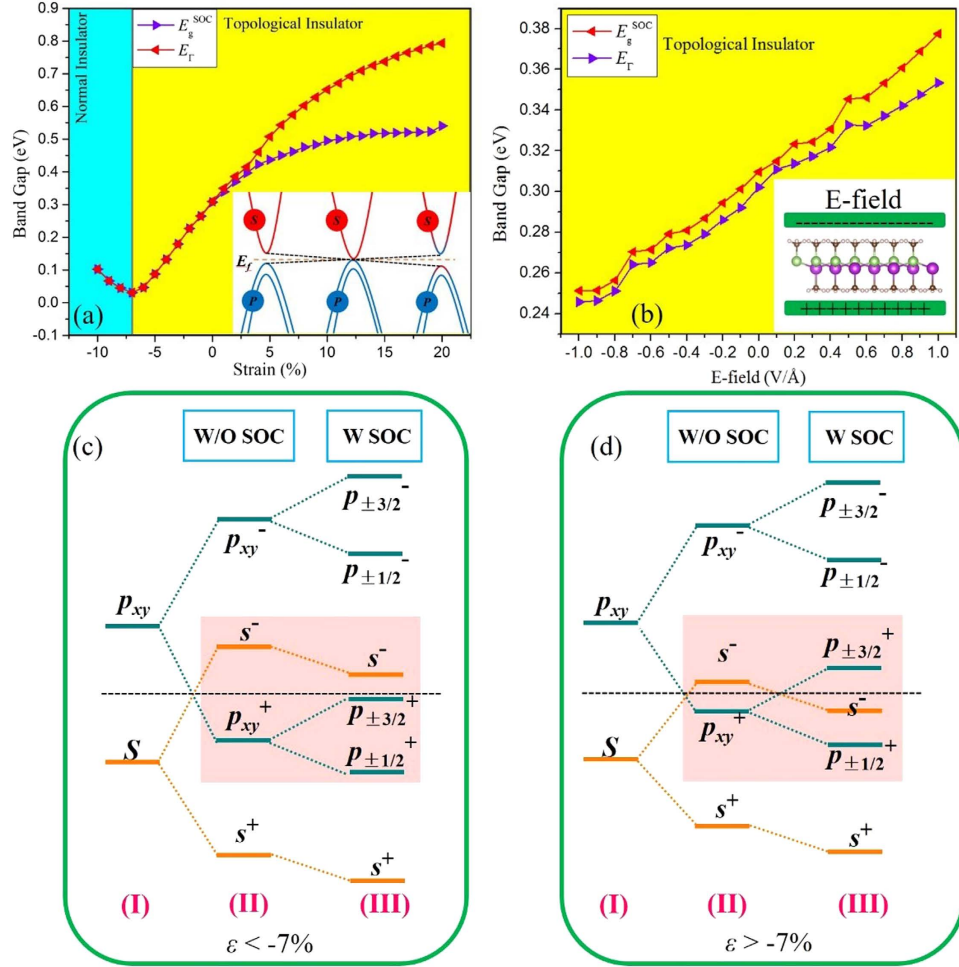 Normal Insulator
Topological Insulator
E_g^SOC
E_Γ
Band Gap (eV)
0.9
0.8
0.7
0.6
0.5
0.4
0.3
0.2
0.1
0.0
-0.1
-10 -5 0 5 10 15 20
Strain (%)
(a)
S S S
E_f
P P P
Topological Insulator
E_g^SOC
E_Γ
Band Gap (eV)
0.38
0.36
0.34
0.32
0.30
0.28
0.26
0.24
-1.0 -0.8 -0.6 -0.4 -0.2 0.0 0.2 0.4 0.6 0.8 1.0
E-field (V/Å)
(b)
E-field
(c)
W/O SOC W SOC
p_±3/2^-
p_xy^-
p_±1/2^-
p_xy
s^-
s^-
p_xy^+
p_±3/2^+
S
p_±1/2^+
s^+
s^+
(I) (II) (III)
ε < -7%
(d)
W/O SOC W SOC
p_±3/2^-
p_xy^-
p_±1/2^-
p_xy
p_±3/2^+
s^-
s^-
p_xy^+
S
p_±1/2^+
s^+
s^+
(I) (II) (III)
ε > -7%